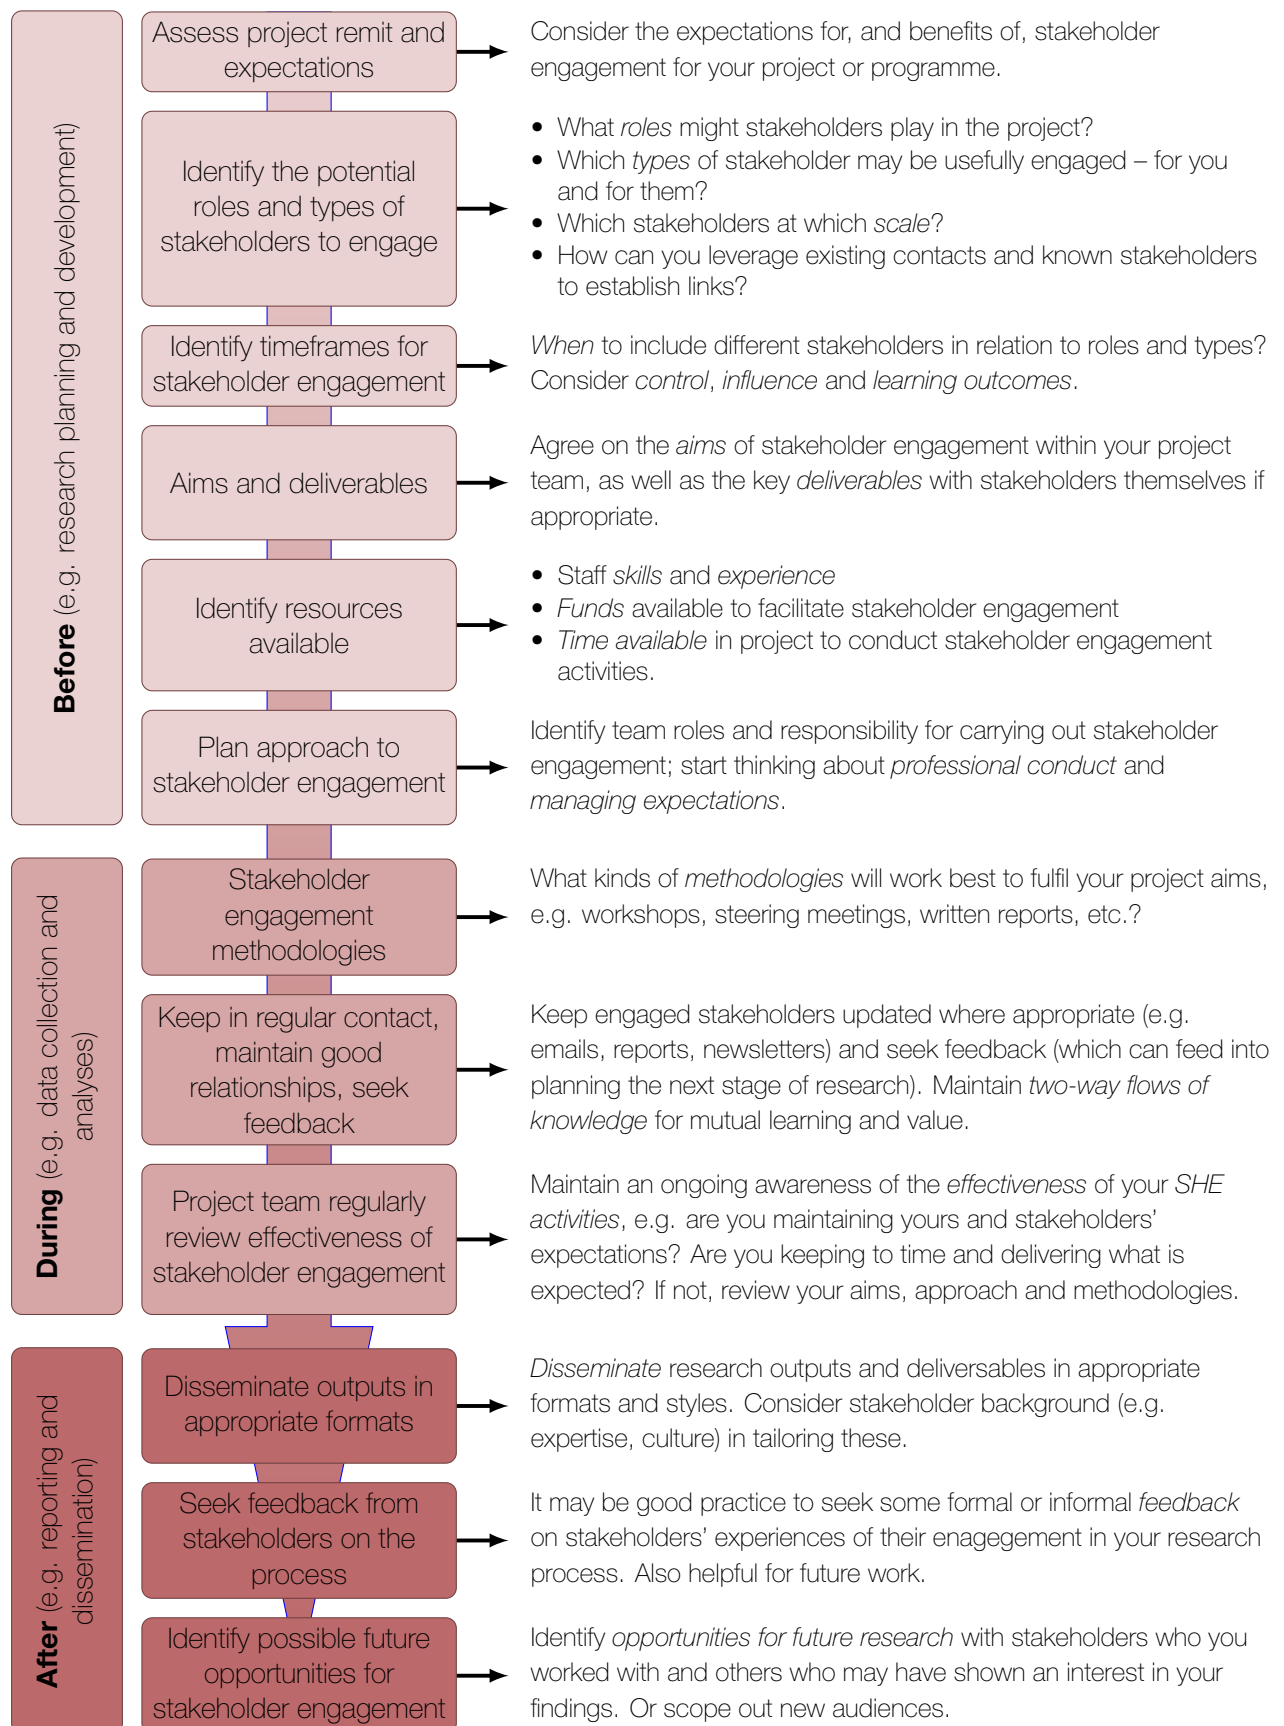 Before (e.g. research planning and development)
Assess project remit and
expectations
Consider the expectations for, and benefits of, stakeholder
engagement for your project or programme.
Identify the potential
roles and types of
stakeholders to engage
• What roles might stakeholders play in the project?
• Which types of stakeholder may be usefully engaged – for you
and for them?
• Which stakeholders at which scale?
• How can you leverage existing contacts and known stakeholders
to establish links?
Identify timeframes for
stakeholder engagement
When to include different stakeholders in relation to roles and types?
Consider control, influence and learning outcomes.
Aims and deliverables
Agree on the aims of stakeholder engagement within your project
team, as well as the key deliverables with stakeholders themselves if
appropriate.
Identify resources
available
• Staff skills and experience
• Funds available to facilitate stakeholder engagement
• Time available in project to conduct stakeholder engagement
activities.
Plan approach to
stakeholder engagement
Identify team roles and responsibility for carrying out stakeholder
engagement; start thinking about professional conduct and
managing expectations.
During (e.g. data collection and
analyses)
Stakeholder
engagement
methodologies
What kinds of methodologies will work best to fulfil your project aims,
e.g. workshops, steering meetings, written reports, etc.?
Keep in regular contact,
maintain good
relationships, seek
feedback
Keep engaged stakeholders updated where appropriate (e.g.
emails, reports, newsletters) and seek feedback (which can feed into
planning the next stage of research). Maintain two-way flows of
knowledge for mutual learning and value.
Project team regularly
review effectiveness of
stakeholder engagement
Maintain an ongoing awareness of the effectiveness of your SHE
activities, e.g. are you maintaining yours and stakeholders'
expectations? Are you keeping to time and delivering what is
expected? If not, review your aims, approach and methodologies.
After (e.g. reporting and
dissemination)
Disseminate outputs in
appropriate formats
Disseminate research outputs and deliversables in appropriate
formats and styles. Consider stakeholder background (e.g.
expertise, culture) in tailoring these.
Seek feedback from
stakeholders on the
process
It may be good practice to seek some formal or informal feedback
on stakeholders' experiences of their enagegement in your research
process. Also helpful for future work.
Identify possible future
opportunities for
stakeholder engagement
Identify opportunities for future research with stakeholders who you
worked with and others who may have shown an interest in your
findings. Or scope out new audiences.